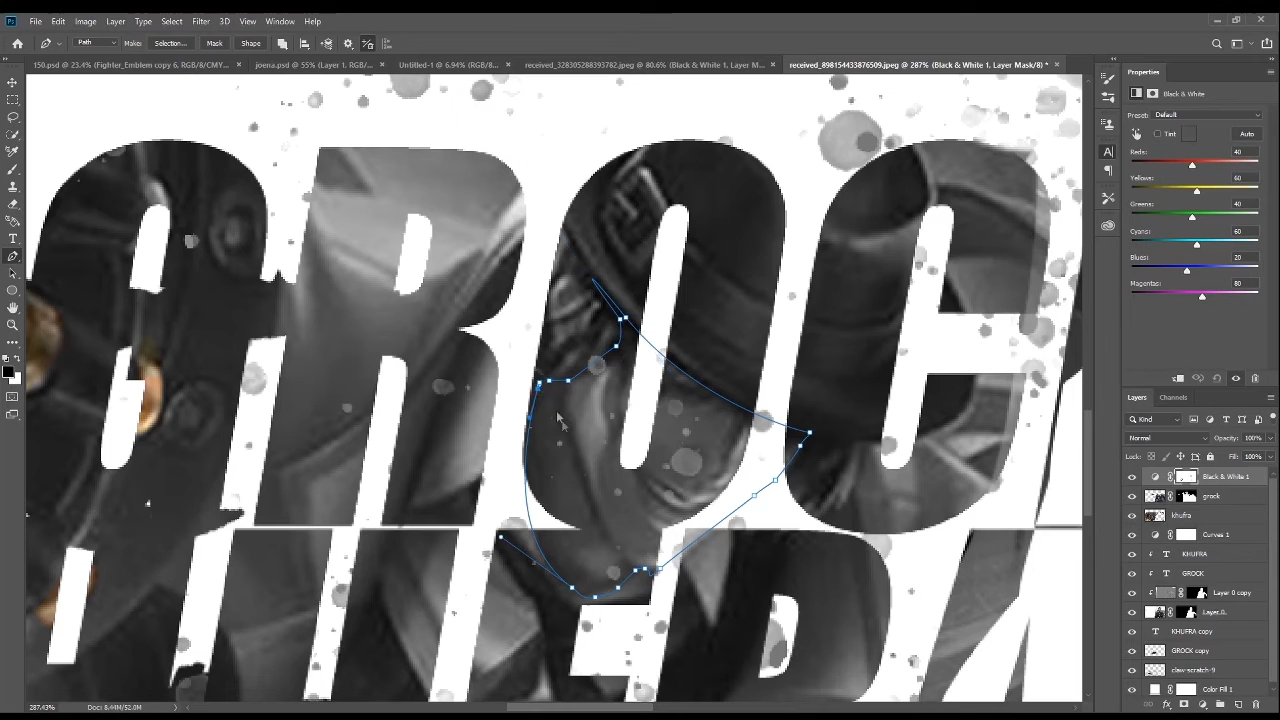 Ps File Edit Image Layer Type Select Filter 3D View Window Help
Path Make: Selection... Mask Shape
150.psd @ 23.4% (Fighter_Emblem copy 6, RGB/8/CMY...
joena.psd @ 55% (Layer 1, RGB/...
Untitled-1 @ 6.94% (RGB/8...
received_328305288393782.jpeg @ 80.6% (Black & White 1, Layer M...
received_898154433876509.jpeg @ 287% (Black & White 1, Layer Mask/8) *
GROC
Properties
Black & White
Preset: Default
Tint Auto
Reds: 40
Yellows: 60
Greens: 40
Cyans: 60
Blues: 20
Magentas: 80
Layers Channels
Kind
Normal Opacity: 100%
Lock: Fill: 100%
Black & White 1
grock
khufra
Curves 1
KHUFRA
GROCK
Layer 0 copy
Layer 0
KHUFRA copy
GROCK copy
claw-scratch-9
Color Fill 1
287.43% Doc: 8.44M/52.0M